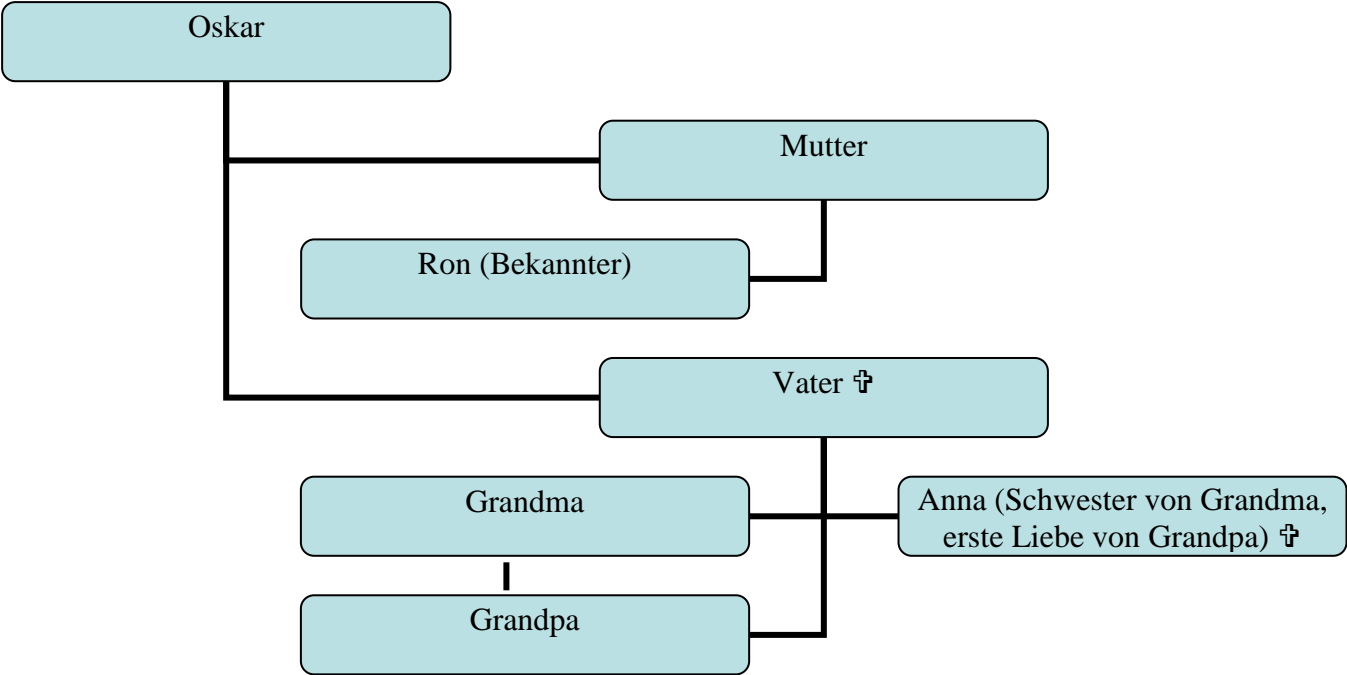 Oskar
Mutter
Ron (Bekannter)
Vater ✞
Grandma
Anna (Schwester von Grandma,
erste Liebe von Grandpa) ✞
Grandpa